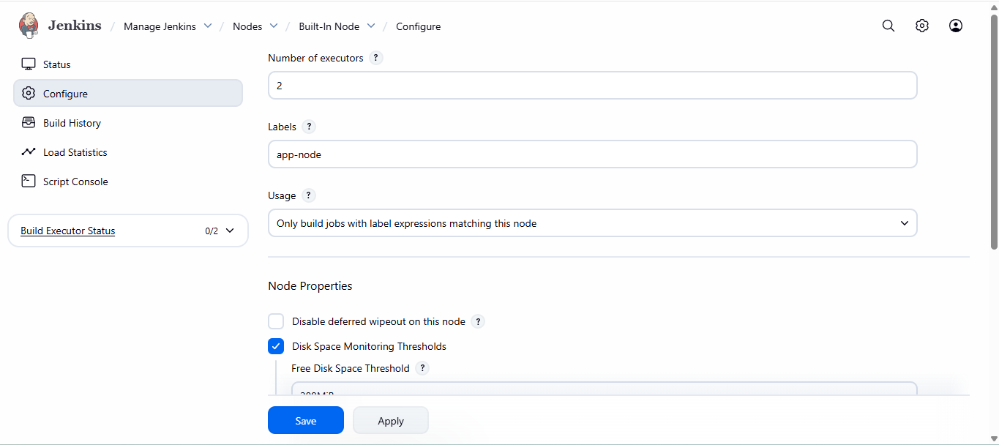 Jenkins / Manage Jenkins / Nodes / Built-In Node / Configure
Status
Configure
Build History
Load Statistics
Script Console
Build Executor Status 0/2
Number of executors ?
2
Labels ?
app-node
Usage ?
Only build jobs with label expressions matching this node
Node Properties
Disable deferred wipeout on this node ?
Disk Space Monitoring Thresholds
Free Disk Space Threshold ?
Save Apply